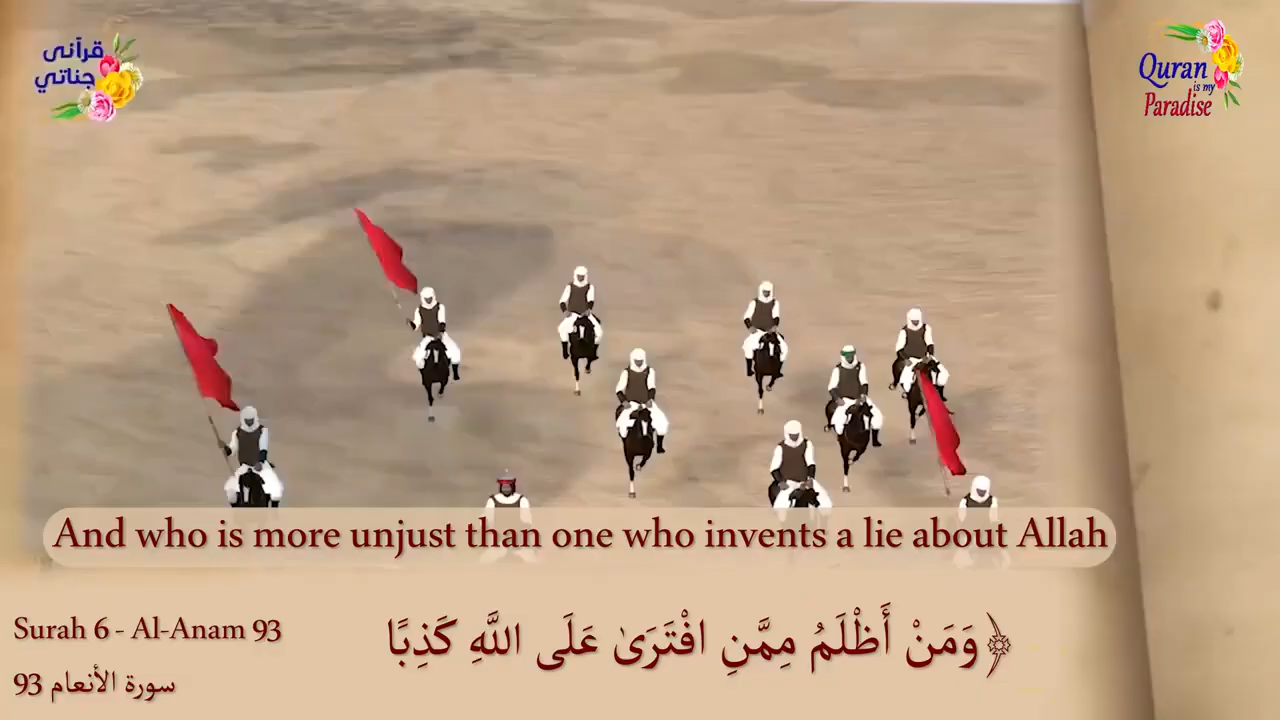 قرآنى
جناتي
Quran
is my
Paradise
And who is more unjust than one who invents a lie about Allah
Surah 6 - Al-Anam 93
﴿وَمَنْ أَظْلَمُ مِمَّنِ افْتَرَىٰ عَلَى اللَّهِ كَذِبًا
سورة الأنعام 93